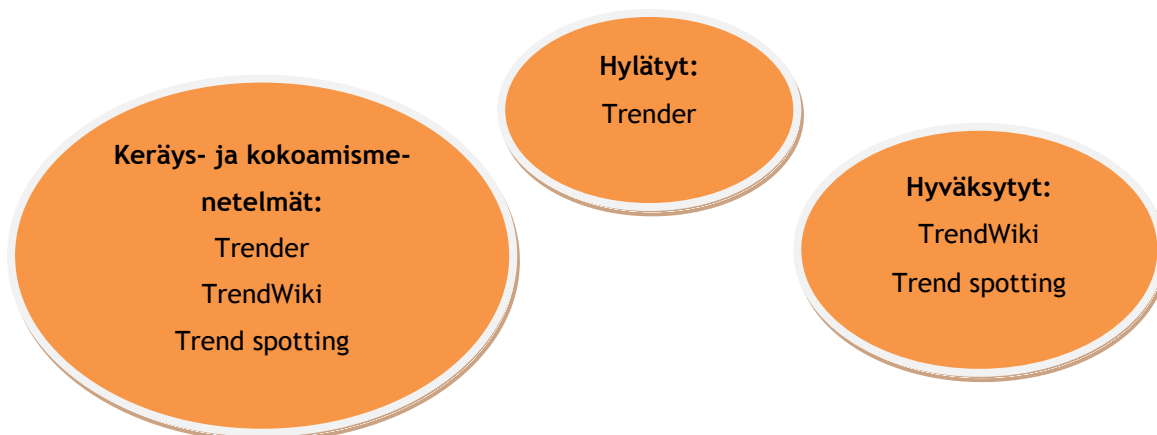 Keräys- ja kokoamisme-
netelmät:
Trender
TrendWiki
Trend spotting
Hylätyt:
Trender
Hyväksytyt:
TrendWiki
Trend spotting